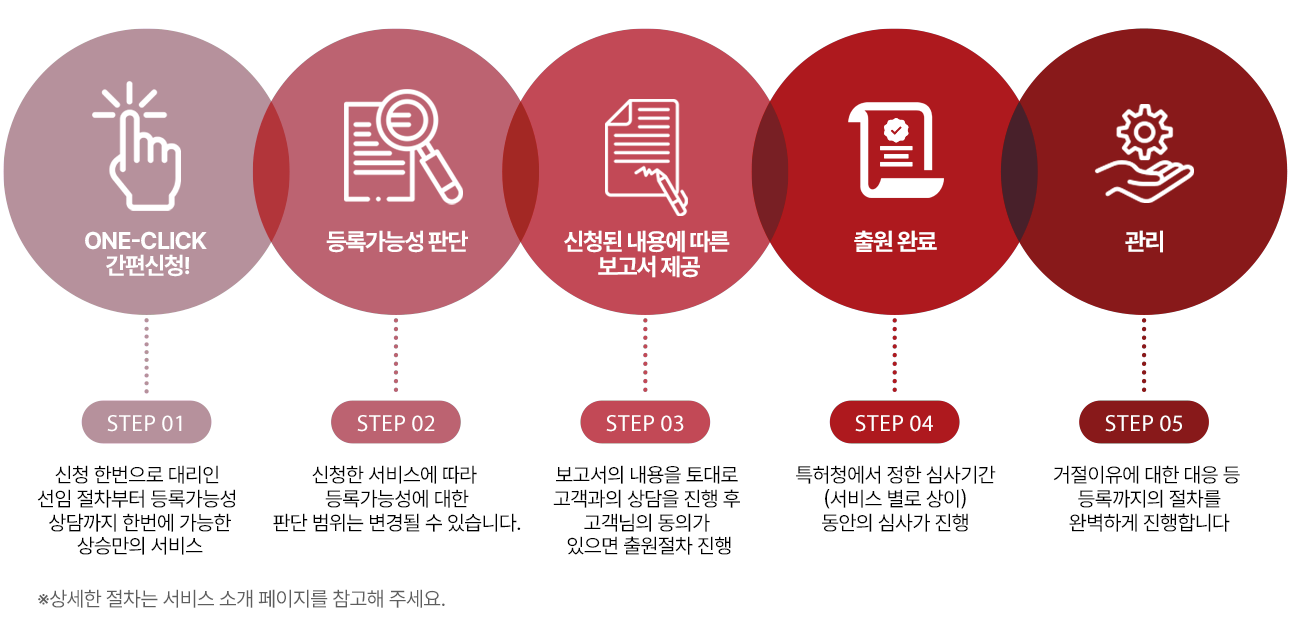 ONE-CLICK
간편신청!
등록가능성 판단
신청된 내용에 따른
보고서 제공
출원 완료
관리
STEP 01
STEP 02
STEP 03
STEP 04
STEP 05
신청 한번으로 대리인
선임 절차부터 등록가능성
상담까지 한번에 가능한
상승만의 서비스
신청한 서비스에 따라
등록가능성에 대한
판단 범위는 변경될 수 있습니다.
보고서의 내용을 토대로
고객과의 상담을 진행 후
고객님의 동의가
있으면 출원절차 진행
특허청에서 정한 심사기간
(서비스 별로 상이)
동안의 심사가 진행
거절이유에 대한 대응 등
등록까지의 절차를
완벽하게 진행합니다
※상세한 절차는 서비스 소개 페이지를 참고해 주세요.